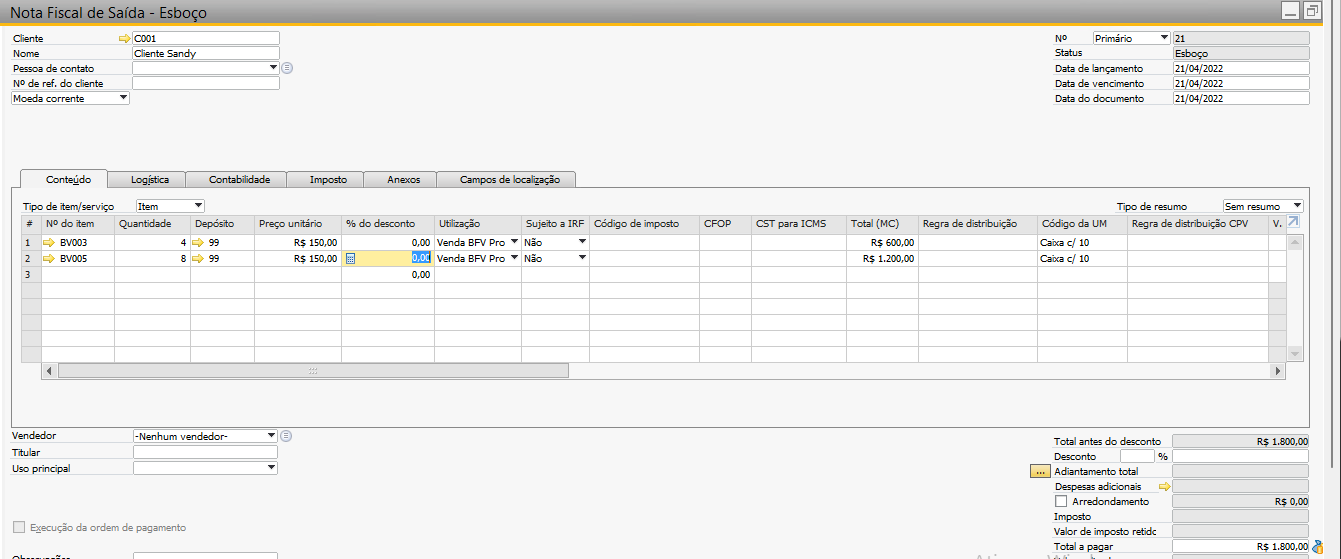 Nota Fiscal de Saída - Esboço
Cliente C001
Nome Cliente Sandy
Pessoa de contato
Nº de ref. do cliente
Moeda corrente
Nº Primário 21
Status Esboço
Data de lançamento 21/04/2022
Data de vencimento 21/04/2022
Data do documento 21/04/2022
Conteúdo Logística Contabilidade Imposto Anexos Campos de localização
Tipo de item/serviço Item Tipo de resumo Sem resumo
# Nº do item Quantidade Depósito Preço unitário % do desconto Utilização Sujeito a IRF Código de imposto CFOP CST para ICMS Total (MC) Regra de distribuição Código da UM Regra de distribuição CPV V.
1 BV003 4 99 R$ 150,00 0,00 Venda BFV Pro Não R$ 600,00 Caixa c/ 10
2 BV005 8 99 R$ 150,00 0,00 Venda BFV Pro Não R$ 1.200,00 Caixa c/ 10
3 0,00
Vendedor -Nenhum vendedor-
Titular
Uso principal
Execução da ordem de pagamento
Total antes do desconto R$ 1.800,00
Desconto %
... Adiantamento total
Despesas adicionais
Arredondamento R$ 0,00
Imposto
Valor de imposto retido
Total a pagar R$ 1.800,00